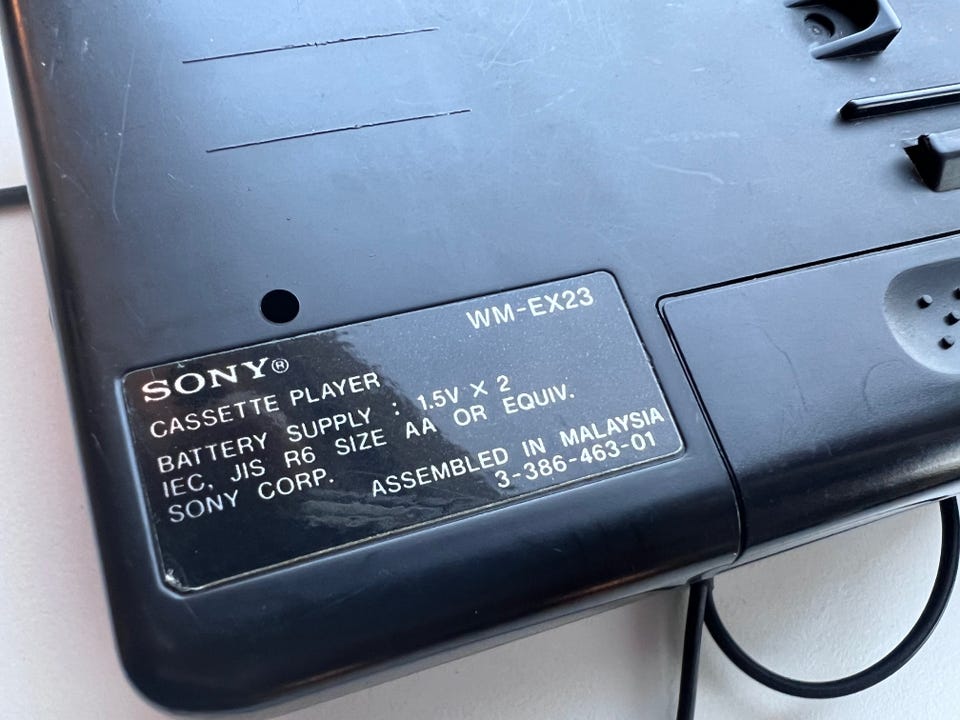 WM-EX23
SONY®
CASSETTE PLAYER
BATTERY SUPPLY : 1.5V X 2
IEC, JIS R6 SIZE AA OR EQUIV.
SONY CORP. ASSEMBLED IN MALAYSIA
3-386-463-01